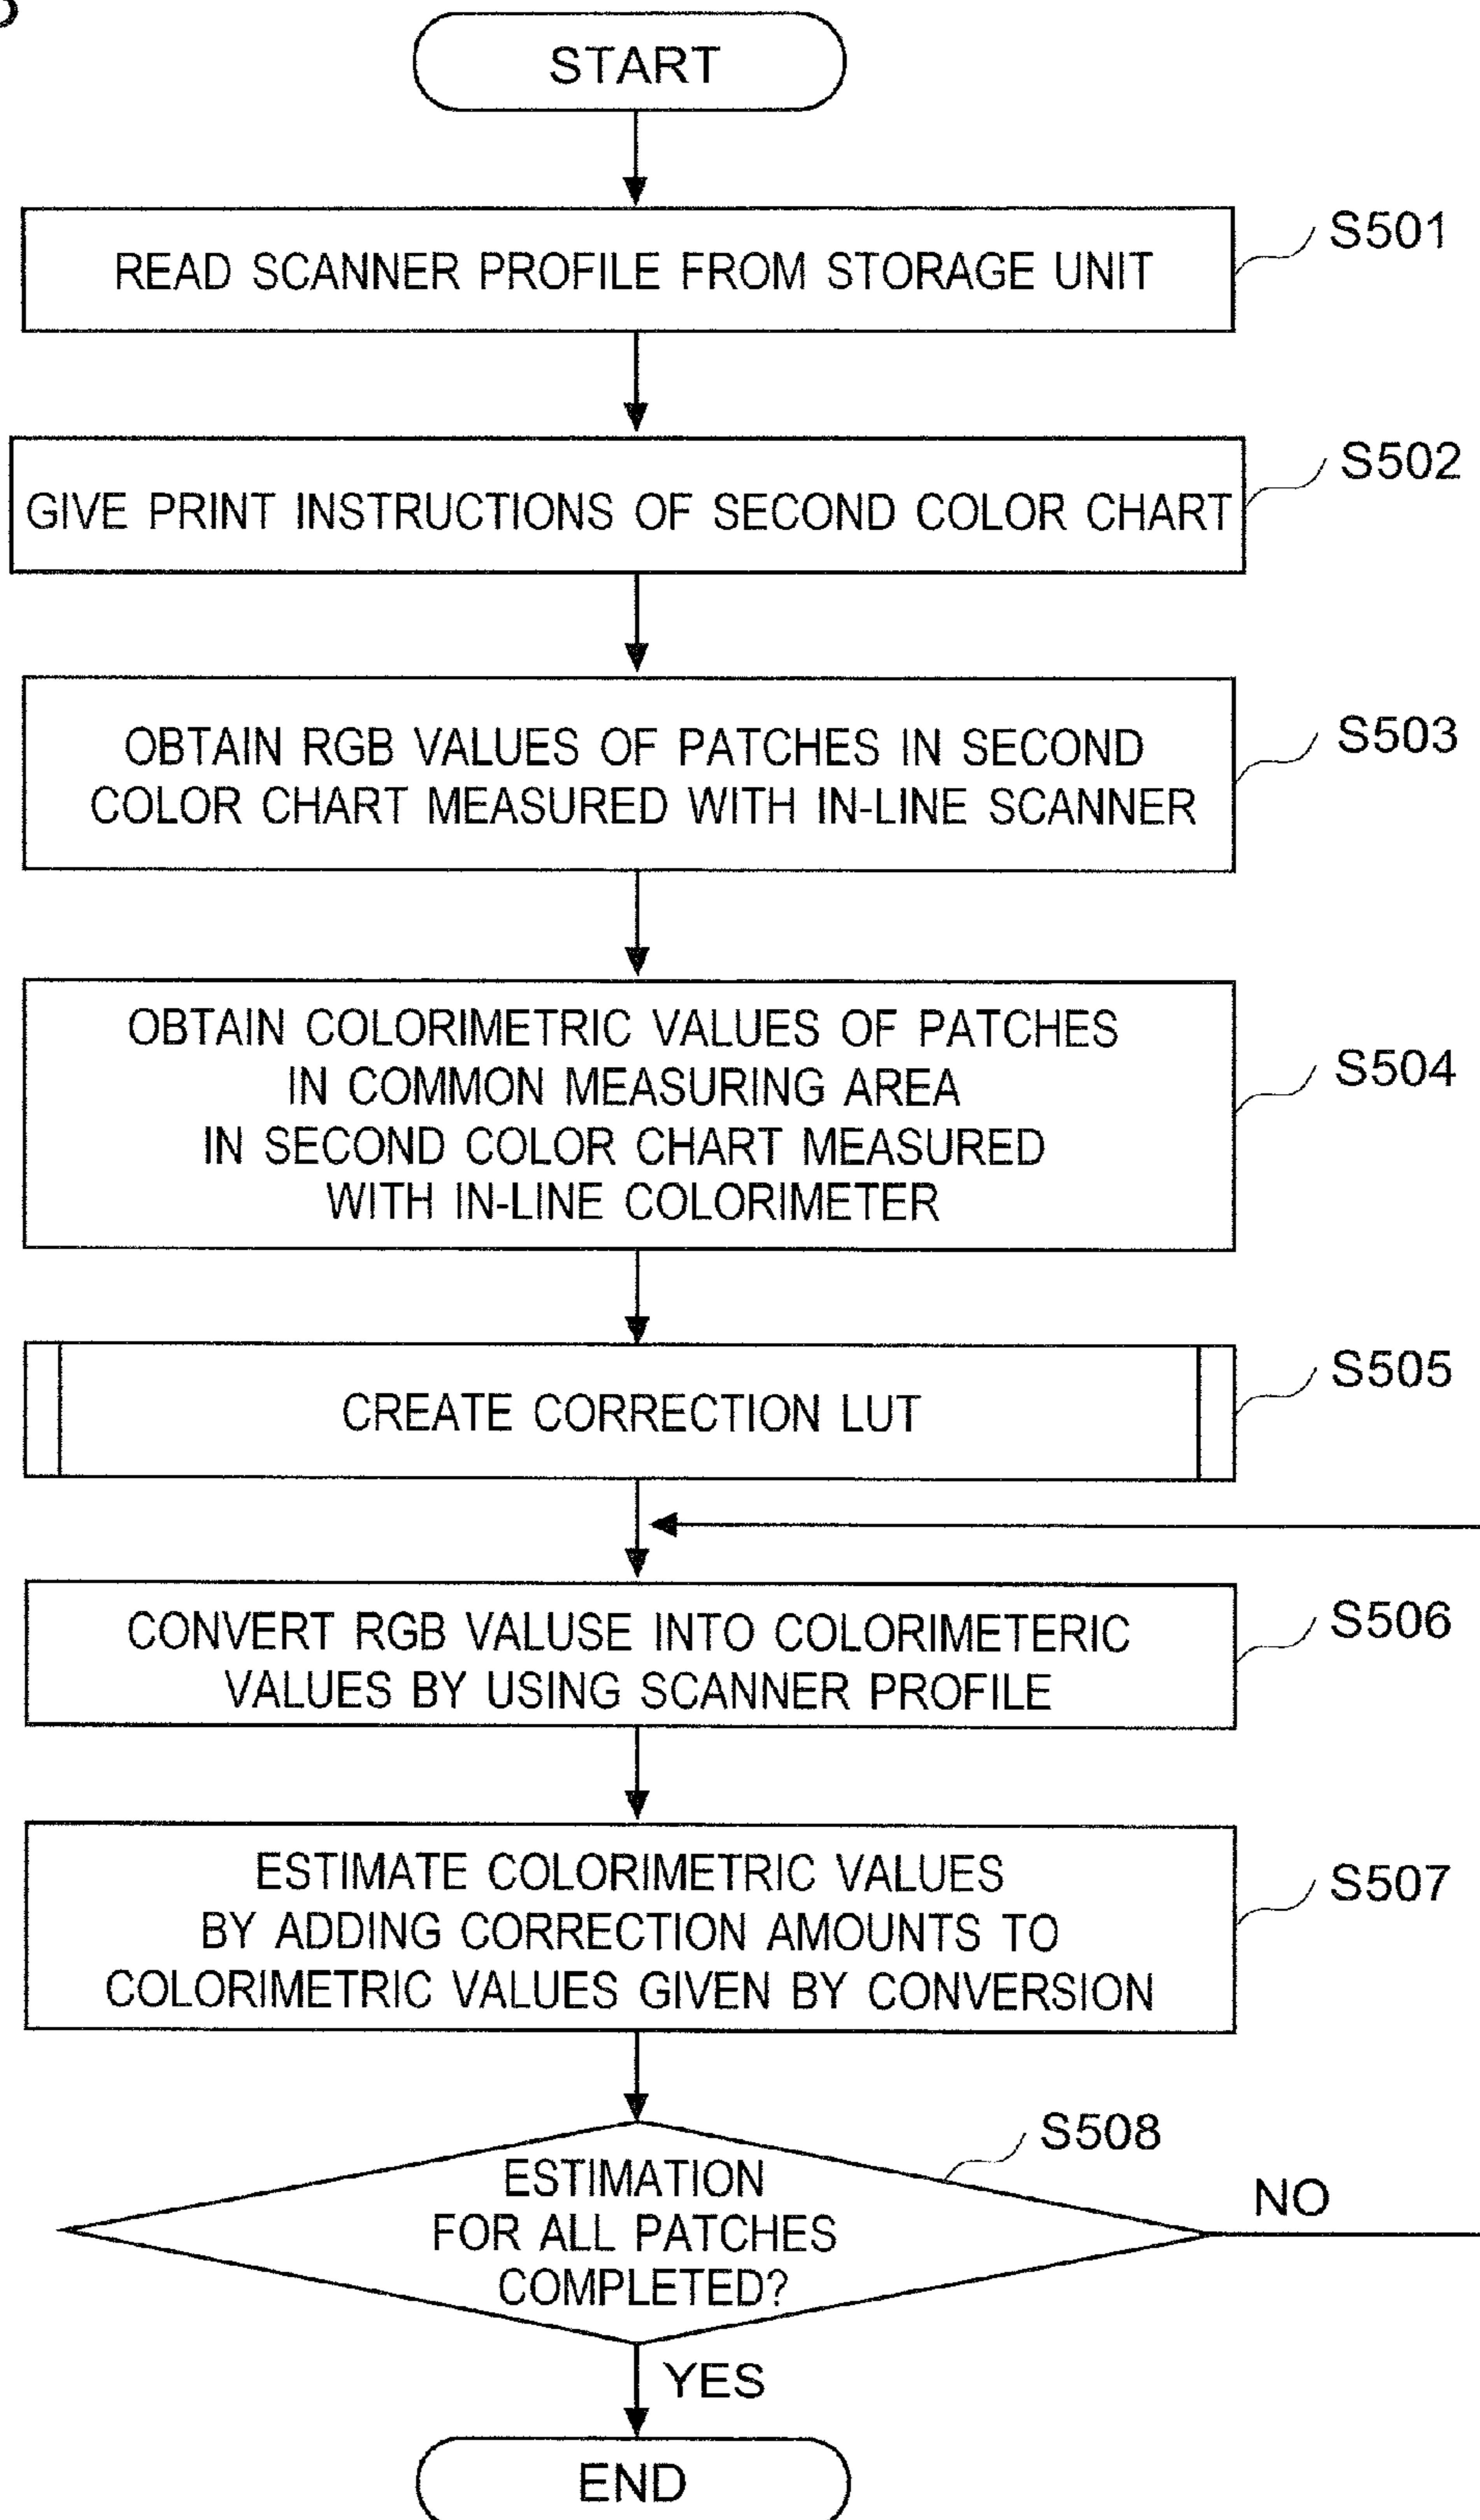 START
READ SCANNER PROFILE FROM STORAGE UNIT
S501
GIVE PRINT INSTRUCTIONS OF SECOND COLOR CHART
S502
OBTAIN RGB VALUES OF PATCHES IN SECOND
COLOR CHART MEASURED WITH IN-LINE SCANNER
S503
OBTAIN COLORIMETRIC VALUES OF PATCHES
IN COMMON MEASURING AREA
IN SECOND COLOR CHART MEASURED
WITH IN-LINE COLORIMETER
S504
CREATE CORRECTION LUT
S505
CONVERT RGB VALUSE INTO COLORIMETERIC
VALUES BY USING SCANNER PROFILE
S506
ESTIMATE COLORIMETRIC VALUES
BY ADDING CORRECTION AMOUNTS TO
COLORIMETRIC VALUES GIVEN BY CONVERSION
S507
ESTIMATION
FOR ALL PATCHES
COMPLETED?
S508
NO
YES
END